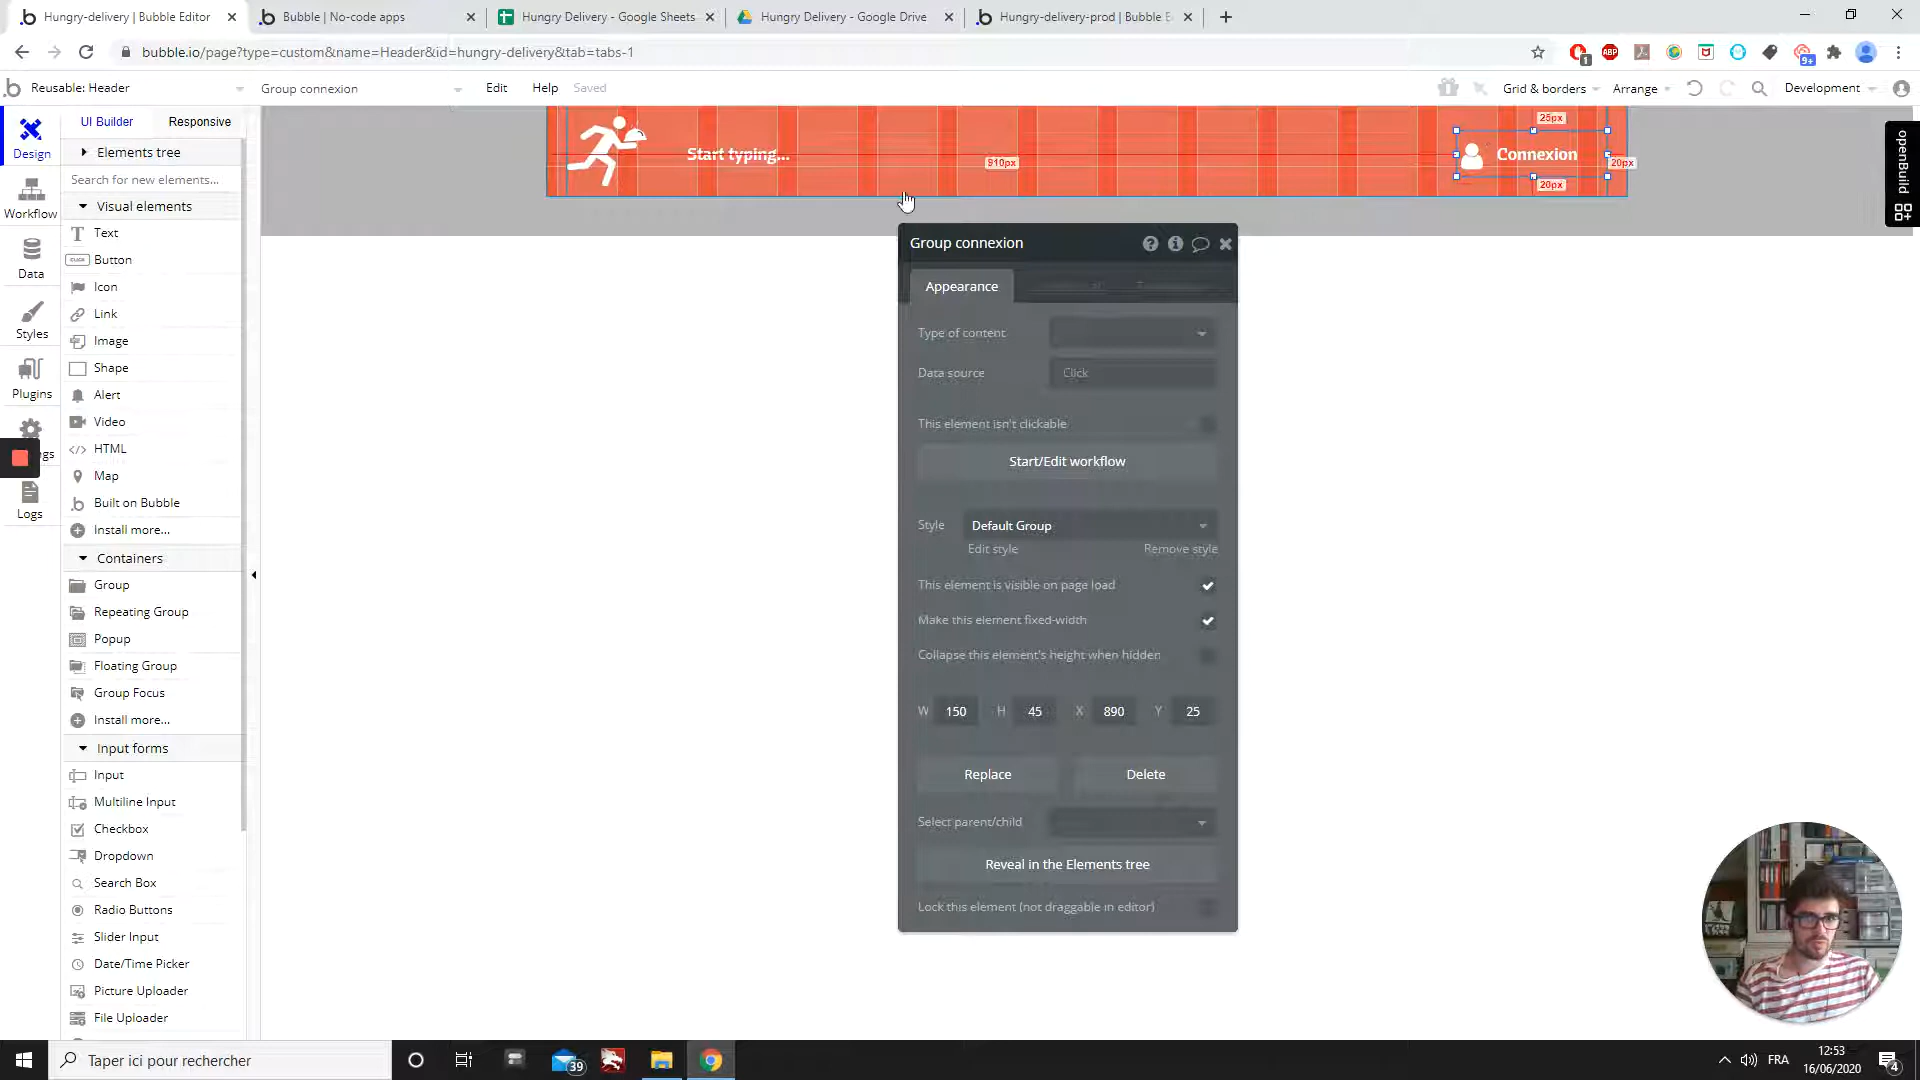 Hungry-delivery | Bubble Editor
Bubble | No-code apps
Hungry Delivery - Google Sheets
Hungry Delivery - Google Drive
Hungry-delivery-prod | Bubble E
bubble.io/page?type=custom&name=Header&id=hungry-delivery&tab=tabs-1
1
ABP
9+
Reusable: Header
Group connexion
Edit
Help
Saved
Grid & borders
Arrange
Development
Design
Workflow
Data
Styles
Plugins
Logs
UI Builder
Responsive
Elements tree
Search for new elements...
Visual elements
Text
Button
Icon
Link
Image
Shape
Alert
Video
HTML
Map
Built on Bubble
Install more...
Containers
Group
Repeating Group
Popup
Floating Group
Group Focus
Install more...
Input forms
Input
Multiline Input
Checkbox
Dropdown
Search Box
Radio Buttons
Slider Input
Date/Time Picker
Picture Uploader
File Uploader
Start typing...
910px
25px
Connexion
20px
20px
openBuild
Group connexion
Appearance
Type of content
Data source
Click
This element isn't clickable
Start/Edit workflow
Style
Default Group
Edit style
Remove style
This element is visible on page load
Make this element fixed-width
Collapse this element's height when hidden
W 150 H 45 X 890 Y 25
Replace
Delete
Select parent/child
Reveal in the Elements tree
Lock this element (not draggable in editor)
Taper ici pour rechercher
39
FRA
12:53
16/06/2020
4